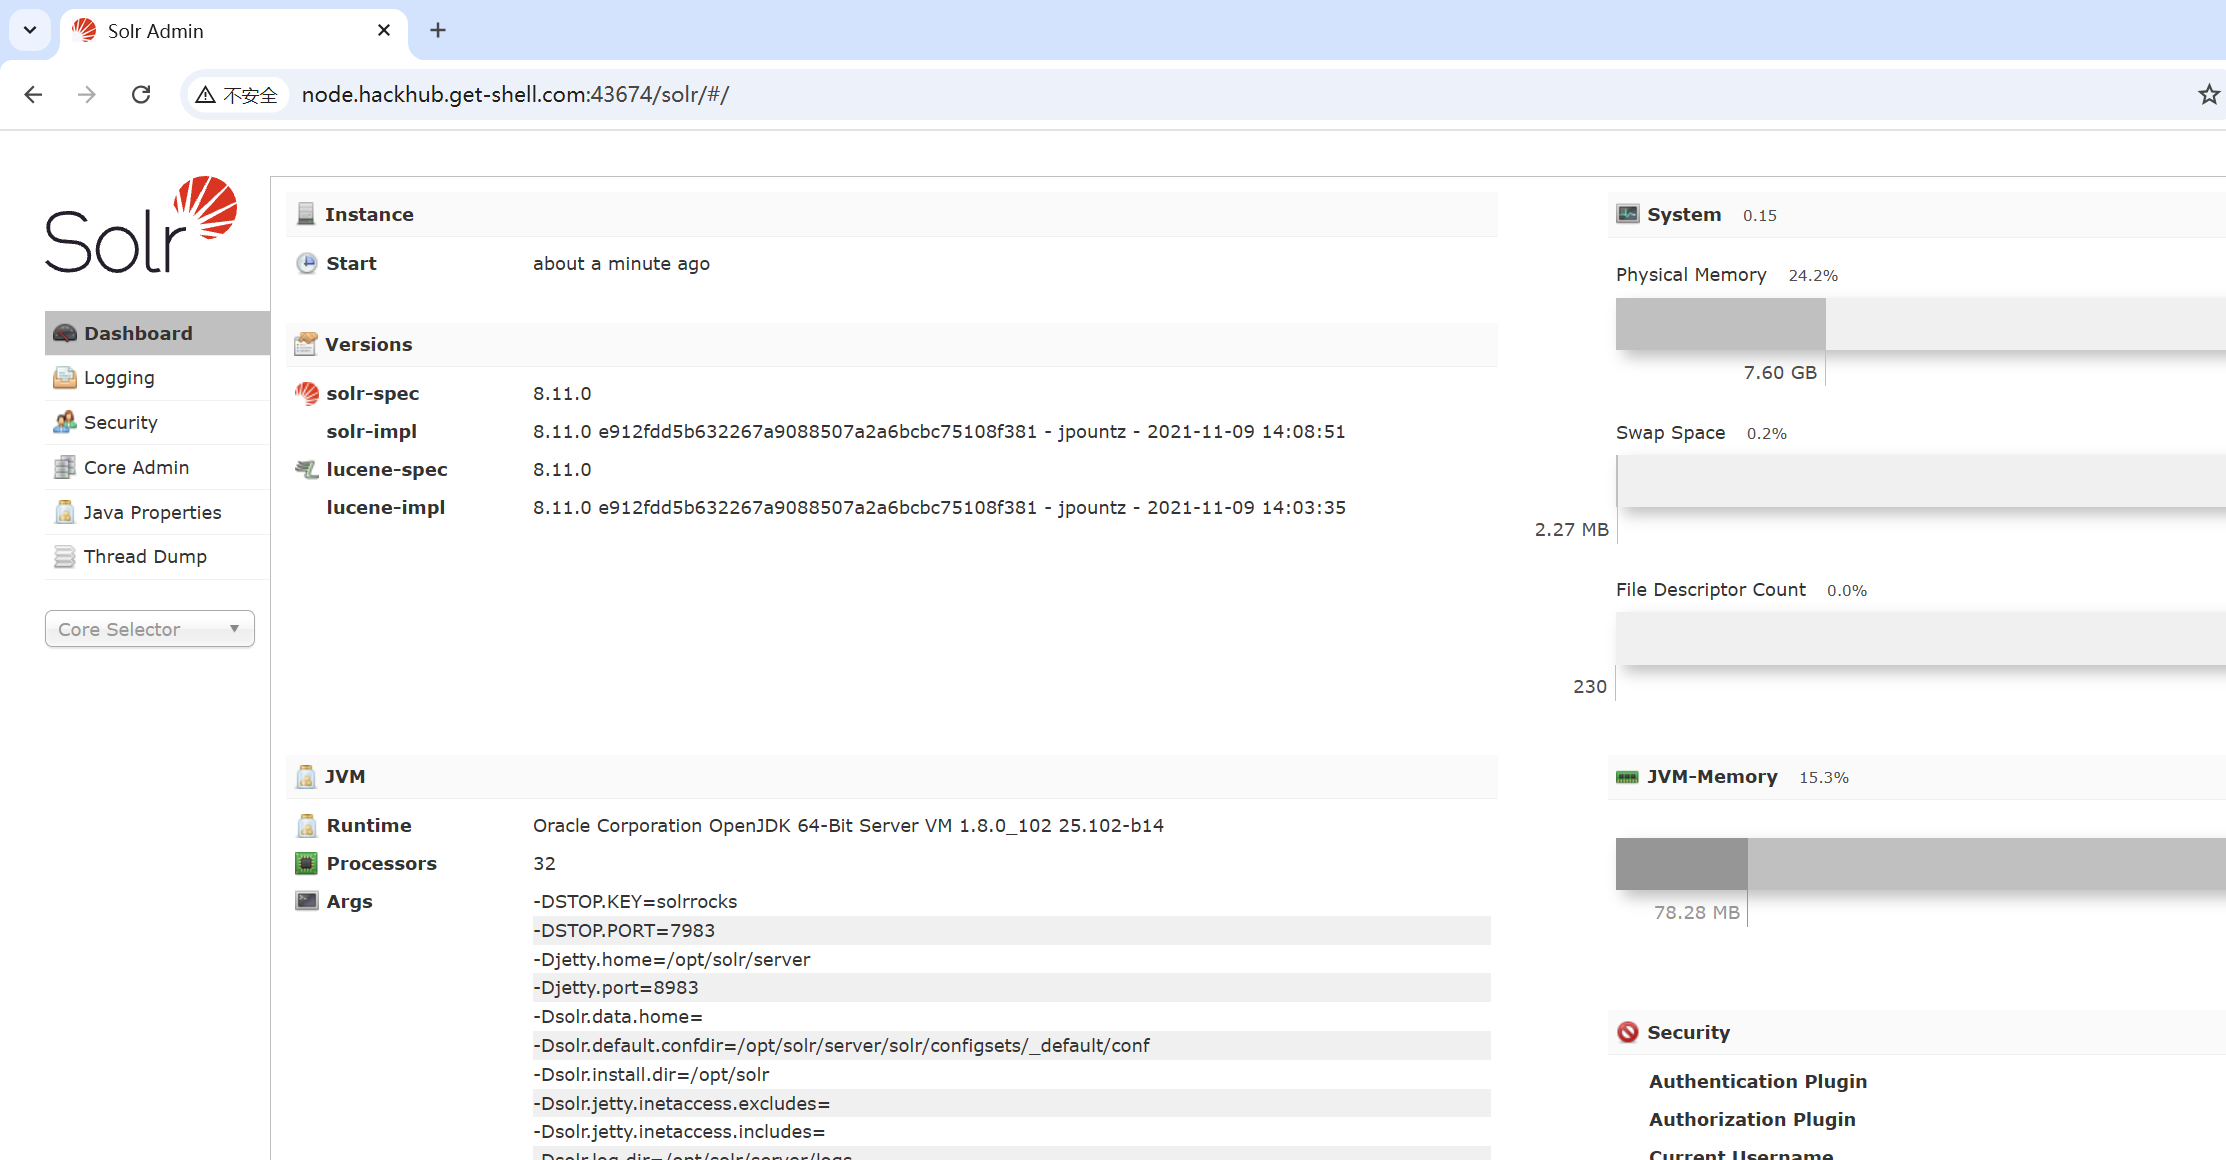 Solr Admin
不安全
node.hackhub.get-shell.com:43674/solr/#/
Solr
Dashboard
Logging
Security
Core Admin
Java Properties
Thread Dump
Core Selector
Instance
Start about a minute ago
Versions
solr-spec 8.11.0
solr-impl 8.11.0 e912fdd5b632267a9088507a2a6bcbc75108f381 - jpountz - 2021-11-09 14:08:51
lucene-spec 8.11.0
lucene-impl 8.11.0 e912fdd5b632267a9088507a2a6bcbc75108f381 - jpountz - 2021-11-09 14:03:35
JVM
Runtime Oracle Corporation OpenJDK 64-Bit Server VM 1.8.0_102 25.102-b14
Processors 32
Args -DSTOP.KEY=solrrocks
-DSTOP.PORT=7983
-Djetty.home=/opt/solr/server
-Djetty.port=8983
-Dsolr.data.home=
-Dsolr.default.confdir=/opt/solr/server/solr/configsets/_default/conf
-Dsolr.install.dir=/opt/solr
-Dsolr.jetty.inetaccess.excludes=
-Dsolr.jetty.inetaccess.includes=
-Dsolr.log.dir=/opt/solr/server/logs
System 0.15
Physical Memory 24.2%
7.60 GB
Swap Space 0.2%
2.27 MB
File Descriptor Count 0.0%
230
JVM-Memory 15.3%
78.28 MB
Security
Authentication Plugin
Authorization Plugin
Current Username